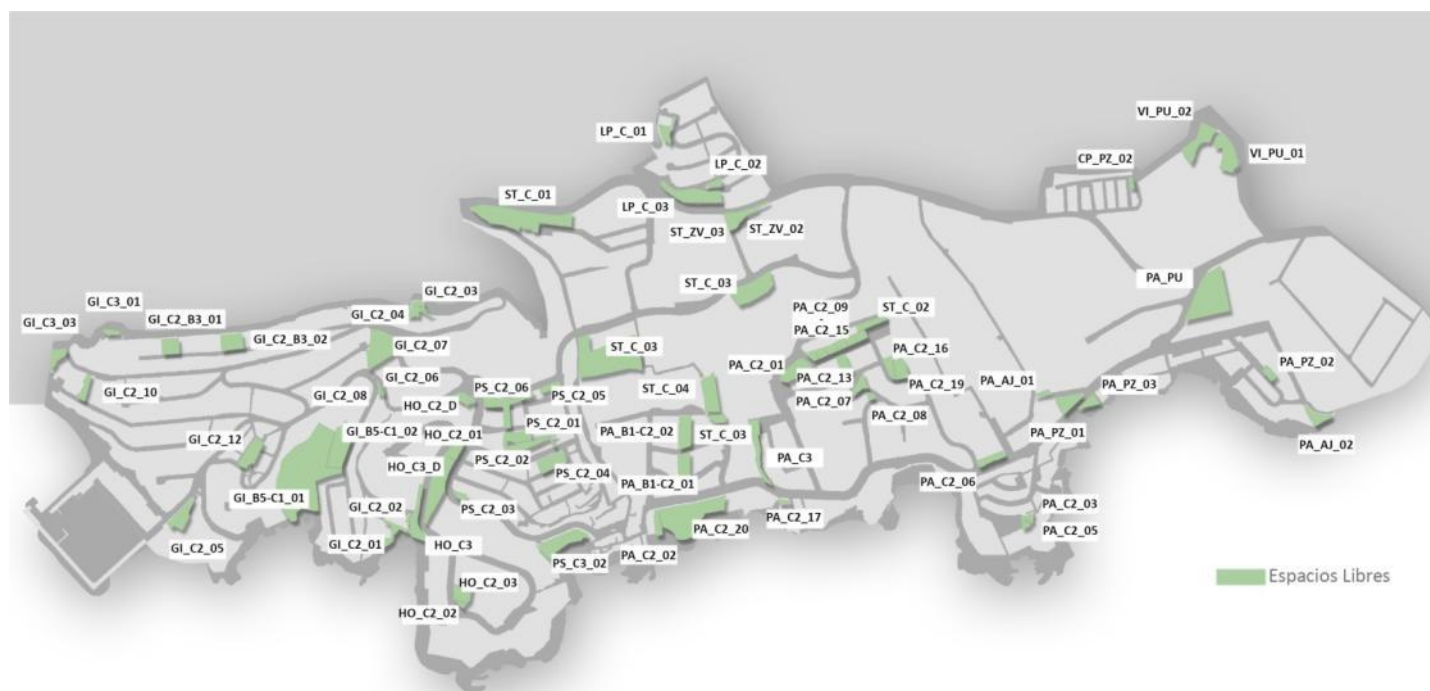 VI_PU_02
LP_C_01
VI_PU_01
CP_PZ_02
LP_C_02
ST_C_01
LP_C_03
ST_ZV_03
ST_ZV_02
GI_C2_03
ST_C_03
PA_PU
GI_C3_01
GI_C2_B3_01
GI_C2_04
PA_C2_09
ST_C_02
GI_C3_03
GI_C2_B3_02
GI_C2_07
ST_C_03
PA_C2_15
PA_C2_16
PA_C2_01
PA_PZ_02
GI_C2_10
GI_C2_06
PS_C2_06
PS_C2_05
ST_C_04
PA_C2_13
PA_C2_19
PA_AJ_01
PA_PZ_03
GI_C2_08
HO_C2_D
PA_C2_07
PA_C2_08
GI_C2_12
GI_B5-C1_02
HO_C2_01
PS_C2_01
PA_B1-C2_02
ST_C_03
PA_PZ_01
PA_AJ_02
HO_C3_D
PS_C2_02
PS_C2_04
PA_C3
GI_B5-C1_01
PA_B1-C2_01
PA_C2_06
GI_C2_02
PS_C2_03
PA_C2_03
PA_C2_17
GI_C2_05
GI_C2_01
HO_C3
PA_C2_20
PA_C2_05
PS_C3_02
PA_C2_02
HO_C2_03
Espacios Libres
HO_C2_02